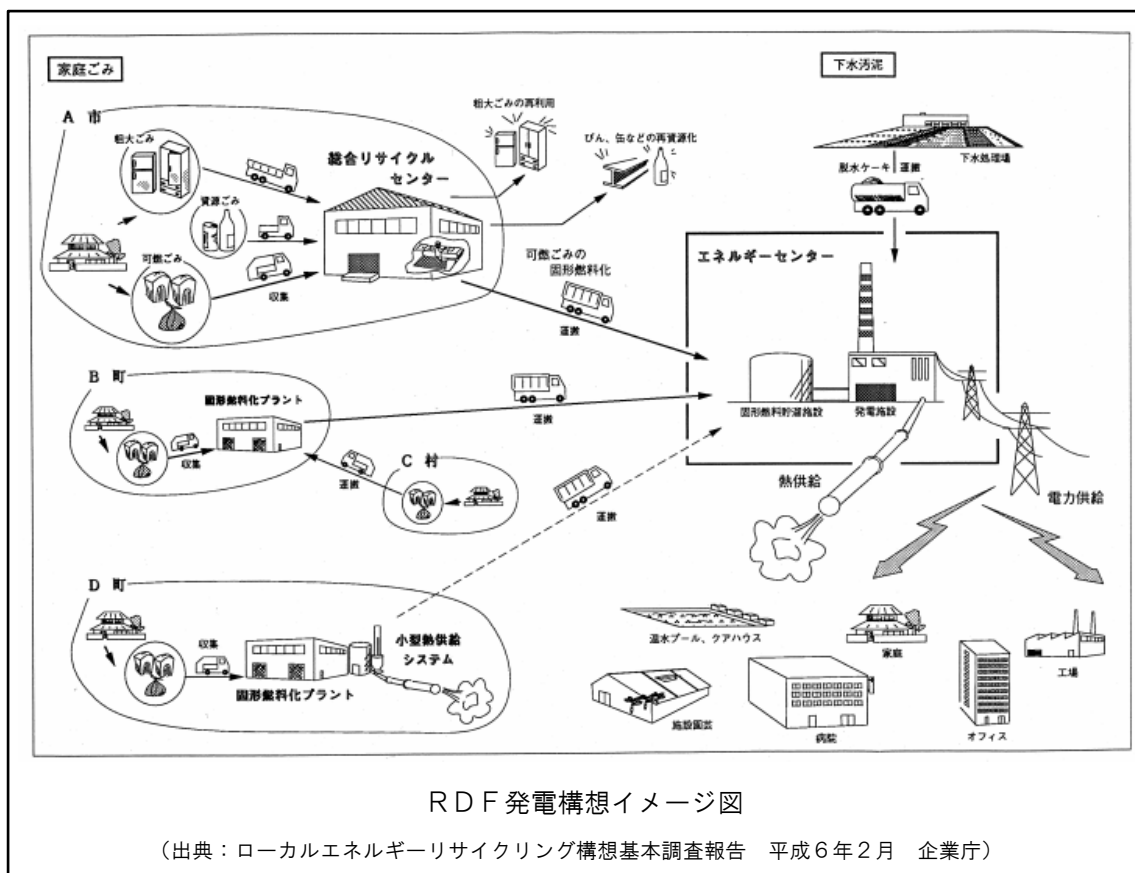 家庭ごみ
下水汚泥
A 市
粗大ごみ
資源ごみ
可燃ごみ
収集
総合リサイクル
センター
粗大ごみの再利用
びん、缶などの再資源化
可燃ごみの
固形燃料化
運搬
脱水ケーキ 運搬
下水処理場
エネルギーセンター
固形燃料貯溜施設
発電施設
熱供給
電力供給
B 町
固形燃料化プラント
収集
運搬
C 村
運搬
運搬
D 町
収集
固形燃料化プラント
小型熱供給
システム
温水プール、ケアハウス
家庭
工場
施設園芸
病院
オフィス
RDF発電構想イメージ図
(出典:ローカルエネルギーリサイクリング構想基本調査報告 平成6年2月 企業庁)